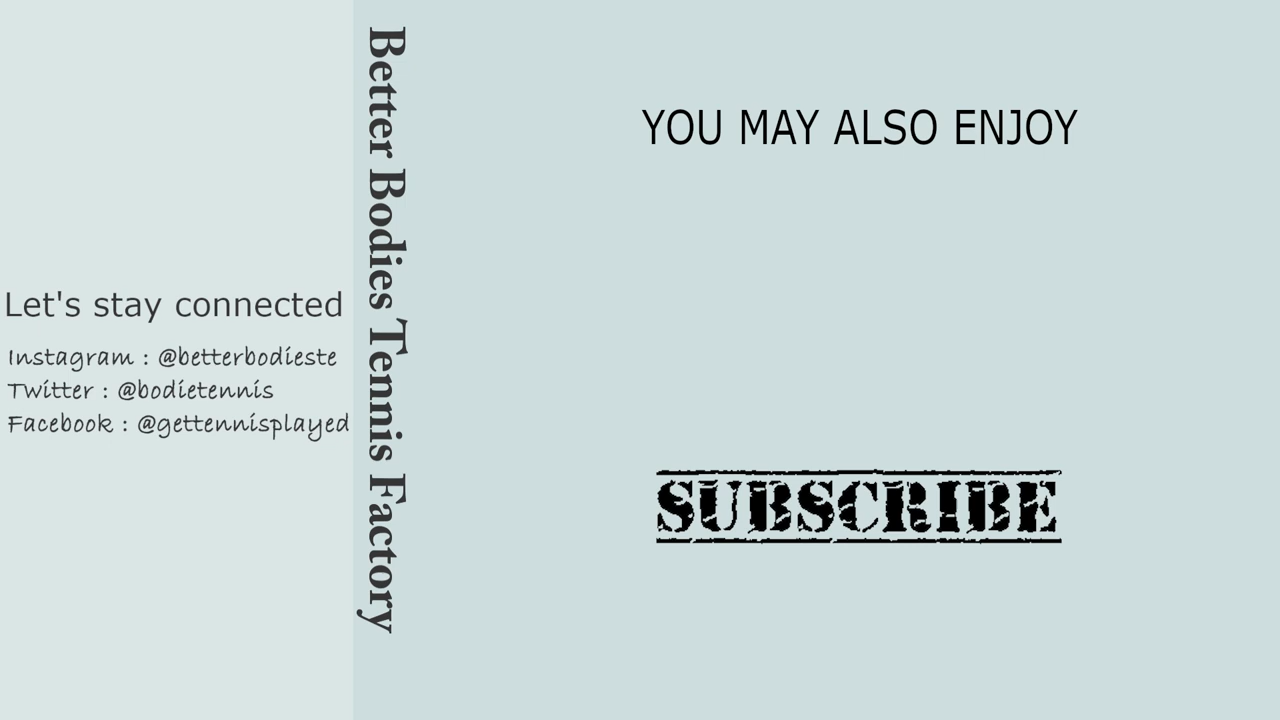 Let's stay connected
Instagram : @betterbodieste
Twitter : @bodietennis
Facebook : @gettennisplayed
Better Bodies Tennis Factory
YOU MAY ALSO ENJOY
SUBSCRIBE